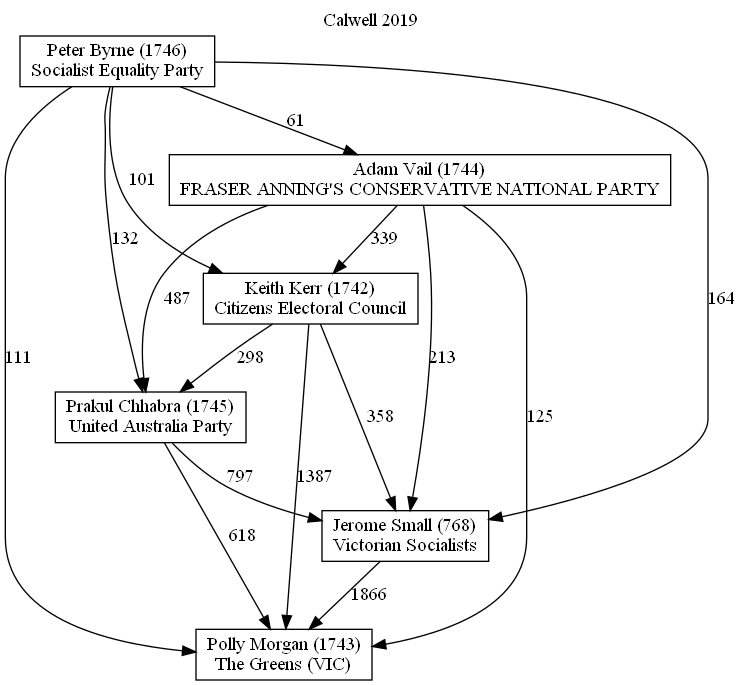 Calwell 2019
Peter Byrne (1746)
Socialist Equality Party
61
Adam Vail (1744)
FRASER ANNING'S CONSERVATIVE NATIONAL PARTY
101
132
339
Keith Kerr (1742)
Citizens Electoral Council
487
164
111
298
213
Prakul Chhabra (1745)
United Australia Party
358
125
797
1387
Jerome Small (768)
Victorian Socialists
618
1866
Polly Morgan (1743)
The Greens (VIC)